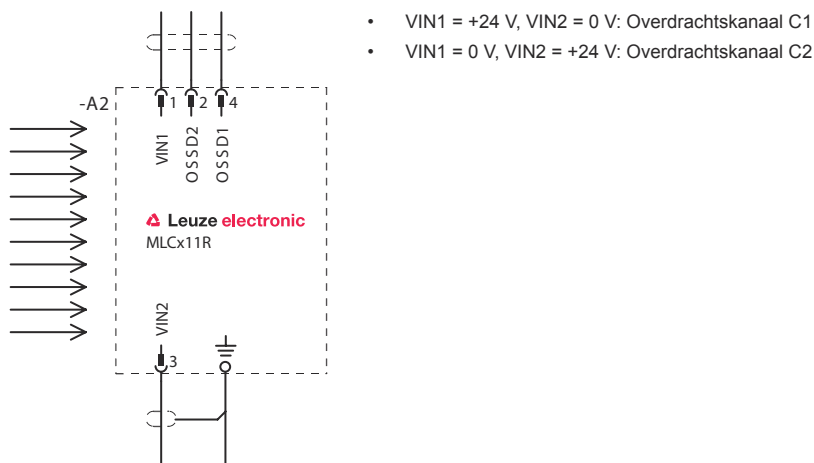 • VIN1 = +24 V, VIN2 = 0 V: Overdrachtskanaal C1
• VIN1 = 0 V, VIN2 = +24 V: Overdrachtskanaal C2
-A2
1 2 4
VIN1
OSSD2
OSSD1
Leuze electronic
MLCx11R
VIN2
3